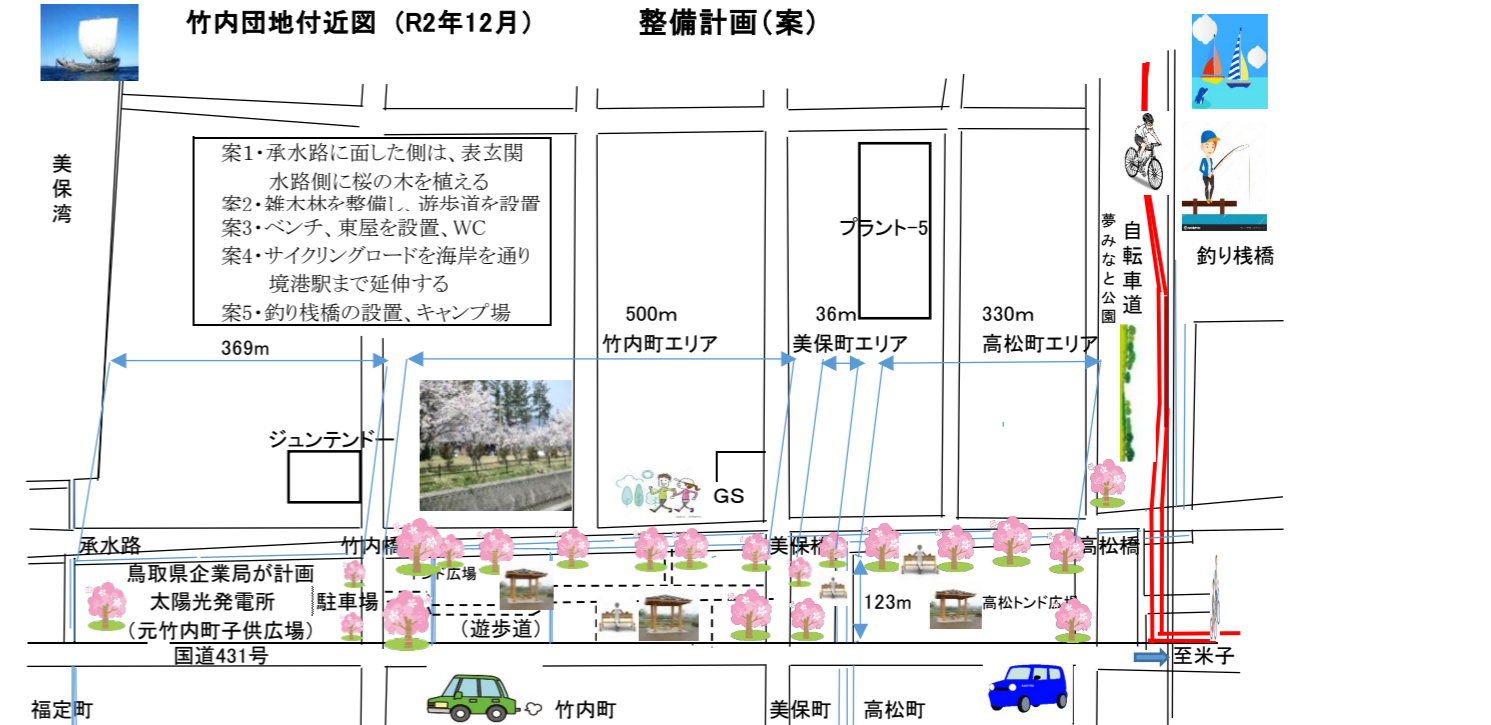 竹内団地付近図（R2年12月）
整備計画（案）
美保湾
案1・承水路に面した側は、表玄関
水路側に桜の木を植える
案2・雑木林を整備し、遊歩道を設置
案3・ベンチ、東屋を設置、WC
案4・サイクリングロードを海岸を通り
境港駅まで延伸する
案5・釣り桟橋の設置、キャンプ場
プラント-5
夢みなと公園
自転車道
釣り桟橋
369m
500m
竹内町エリア
36m
美保町エリア
330m
高松町エリア
ジュンテンドー
GS
承水路
竹内橋
高松橋
鳥取県企業局が計画
太陽光発電所
（元竹内町子供広場）
駐車場
ンド広場
（遊歩道）
123m
高松トンド広場
国道431号
至米子
福定町
竹内町
美保町
高松町